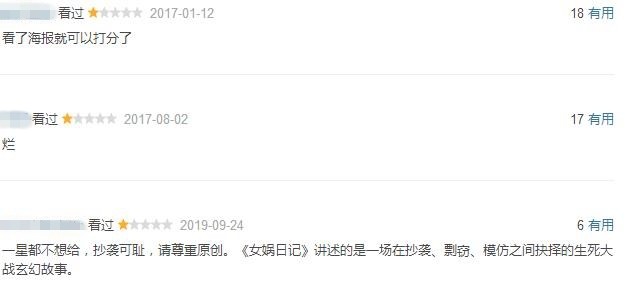 看过 2017-01-12 18 有用
看了海报就可以打分了
看过 2017-08-02 17 有用
烂
看过 2019-09-24 6 有用
一星都不想给，抄袭可耻，请尊重原创。《女娲日记》讲述的是一场在抄袭、剽窃、模仿之间抉择的生死大
战玄幻故事。